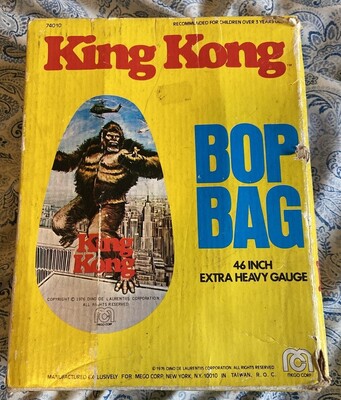 74010
RECOMMENDED FOR CHILDREN OVER 3 YEARS
King Kong
TM
BOP
BAG
46 INCH
EXTRA HEAVY GAUGE
King
Kong
COPYRIGHT © 1976 DINO DE LAURENTIIS CORPORATION
ALL RIGHTS RESERVED
© 1976 DINO DE LAURENTIIS CORPORATION. ALL RIGHTS RESERVED
MANUFACTURED EXCLUSIVELY FOR MEGO CORP. NEW YORK, N.Y. 10010 IN TAIWAN, R.O.C.
MEGO CORP.